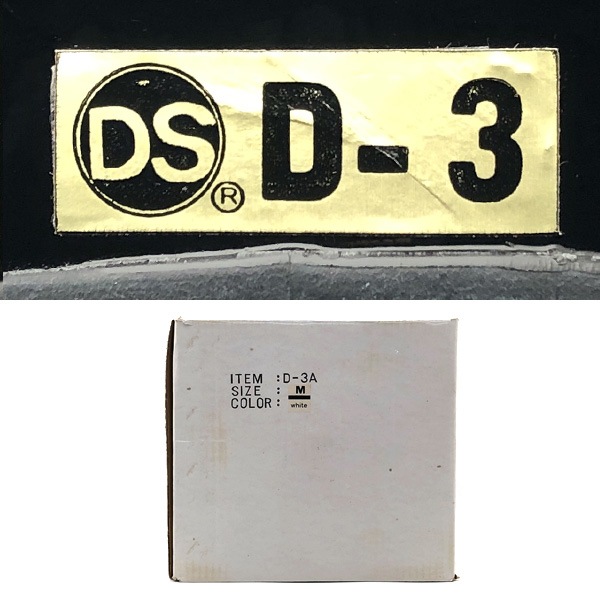 DS® D-3
ITEM :D-3A
SIZE : M
COLOR: white